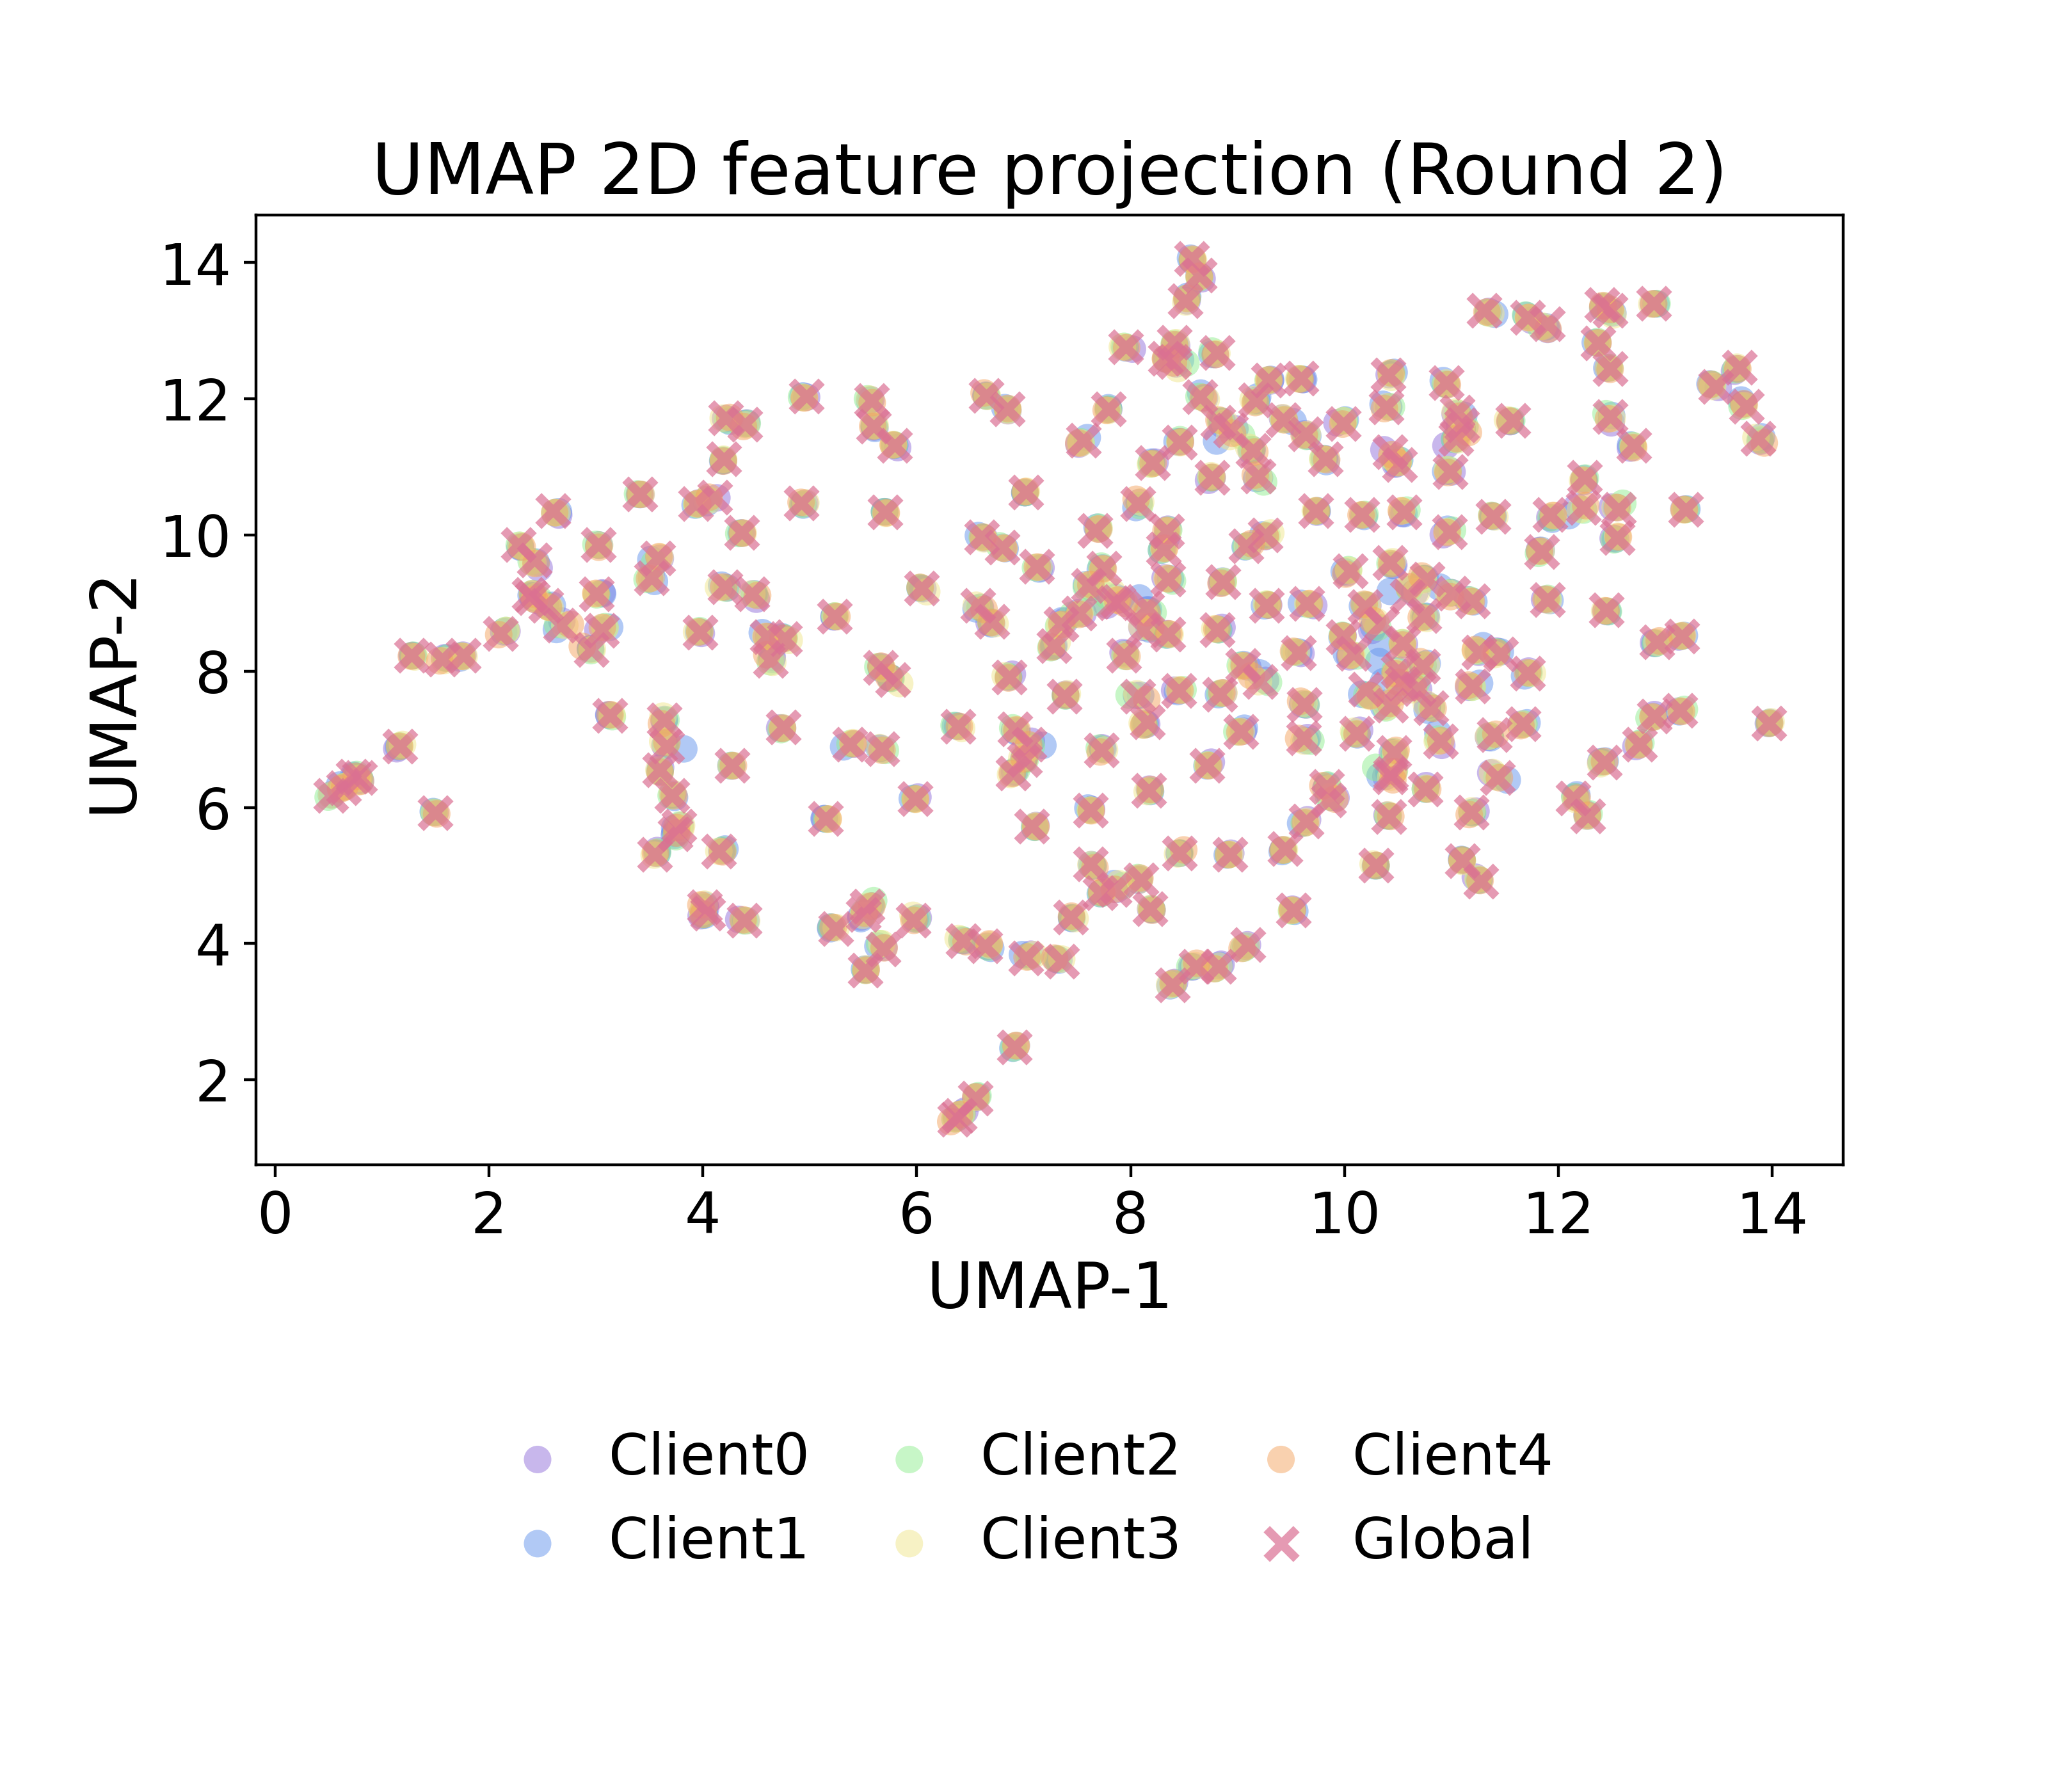 UMAP 2D feature projection (Round 2)
14
12
10
8
6
4
2
UMAP-2
0 2 4 6 8 10 12 14
UMAP-1
Client0 Client2 Client4
Client1 Client3 Global